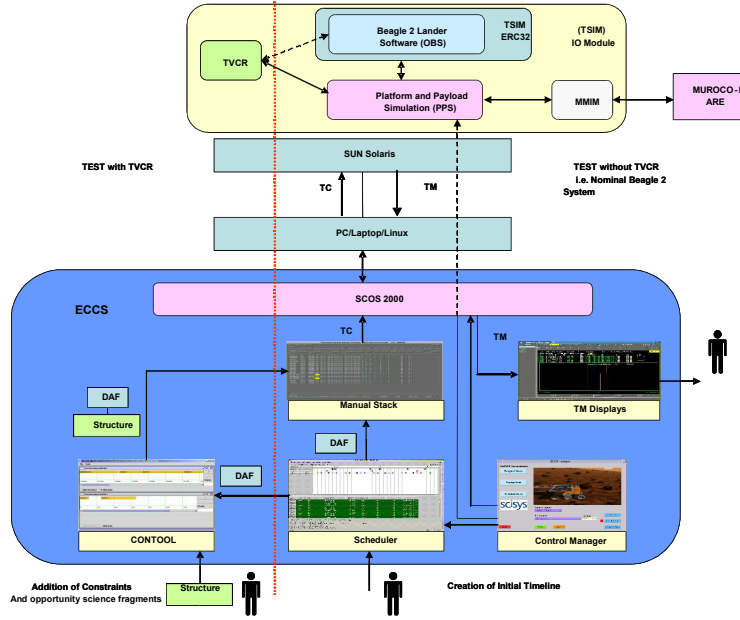 Beagle 2 Lander
Software (OBS)
TSIM
ERC32
(TSIM)
IO Module
TVCR
Platform and Payload
Simulation (PPS)
MMIM
MUROCO -
ARE
TEST with TVCR
SUN Solaris
TEST without TVCR
i.e. Nominal Beagle 2
System
TC
TM
PC/Laptop/Linux
ECCS
SCOS 2000
TC
TM
DAF
Structure
Manual Stack
TM Displays
DAF
DAF
scisys
CONTOOL
Scheduler
Control Manager
Addition of Constraints
And opportunity science fragments
Structure
Creation of Initial Timeline